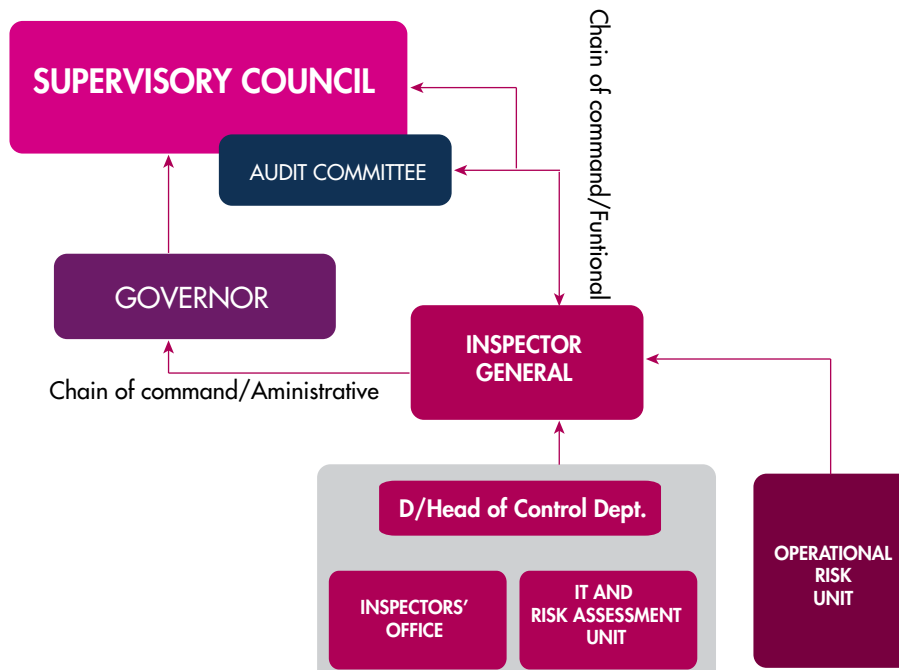 SUPERVISORY COUNCIL
AUDIT COMMITTEE
Chain of command/Funtional
GOVERNOR
INSPECTOR
GENERAL
Chain of command/Aministrative
D/Head of Control Dept.
INSPECTORS'
OFFICE
IT AND
RISK ASSESSMENT
UNIT
OPERATIONAL
RISK
UNIT